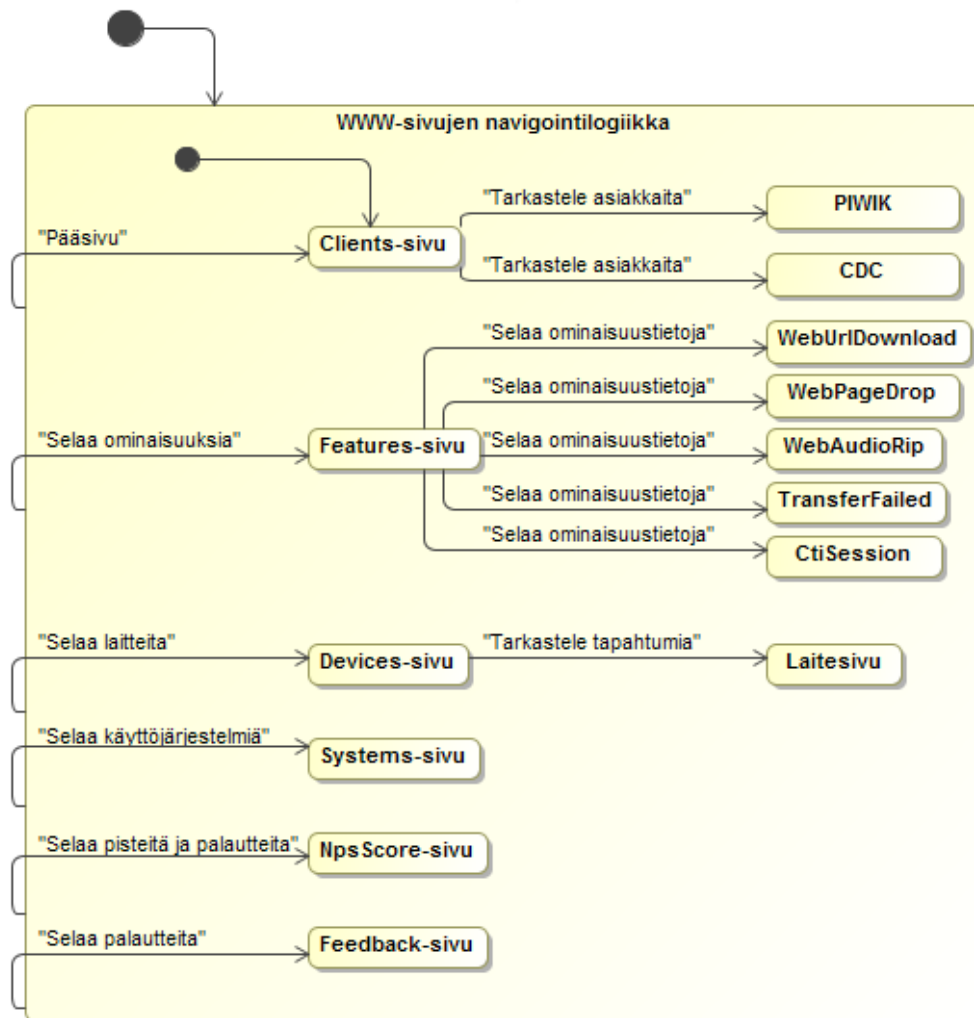 WWW-sivujen navigointilogiikka
"Tarkastele asiakkaita"
PIWIK
"Pääsivu"
Clients-sivu
"Tarkastele asiakkaita"
CDC
"Selaa ominaisuustietoja"
WebUrlDownload
"Selaa ominaisuustietoja"
WebPageDrop
"Selaa ominaisuuksia"
Features-sivu
"Selaa ominaisuustietoja"
WebAudioRip
"Selaa ominaisuustietoja"
TransferFailed
"Selaa ominaisuustietoja"
CtiSession
"Selaa laitteita"
Devices-sivu
"Tarkastele tapahtumia"
Laitesivu
"Selaa käyttöjärjestelmiä"
Systems-sivu
"Selaa pisteitä ja palautteita"
NpsScore-sivu
"Selaa palautteita"
Feedback-sivu